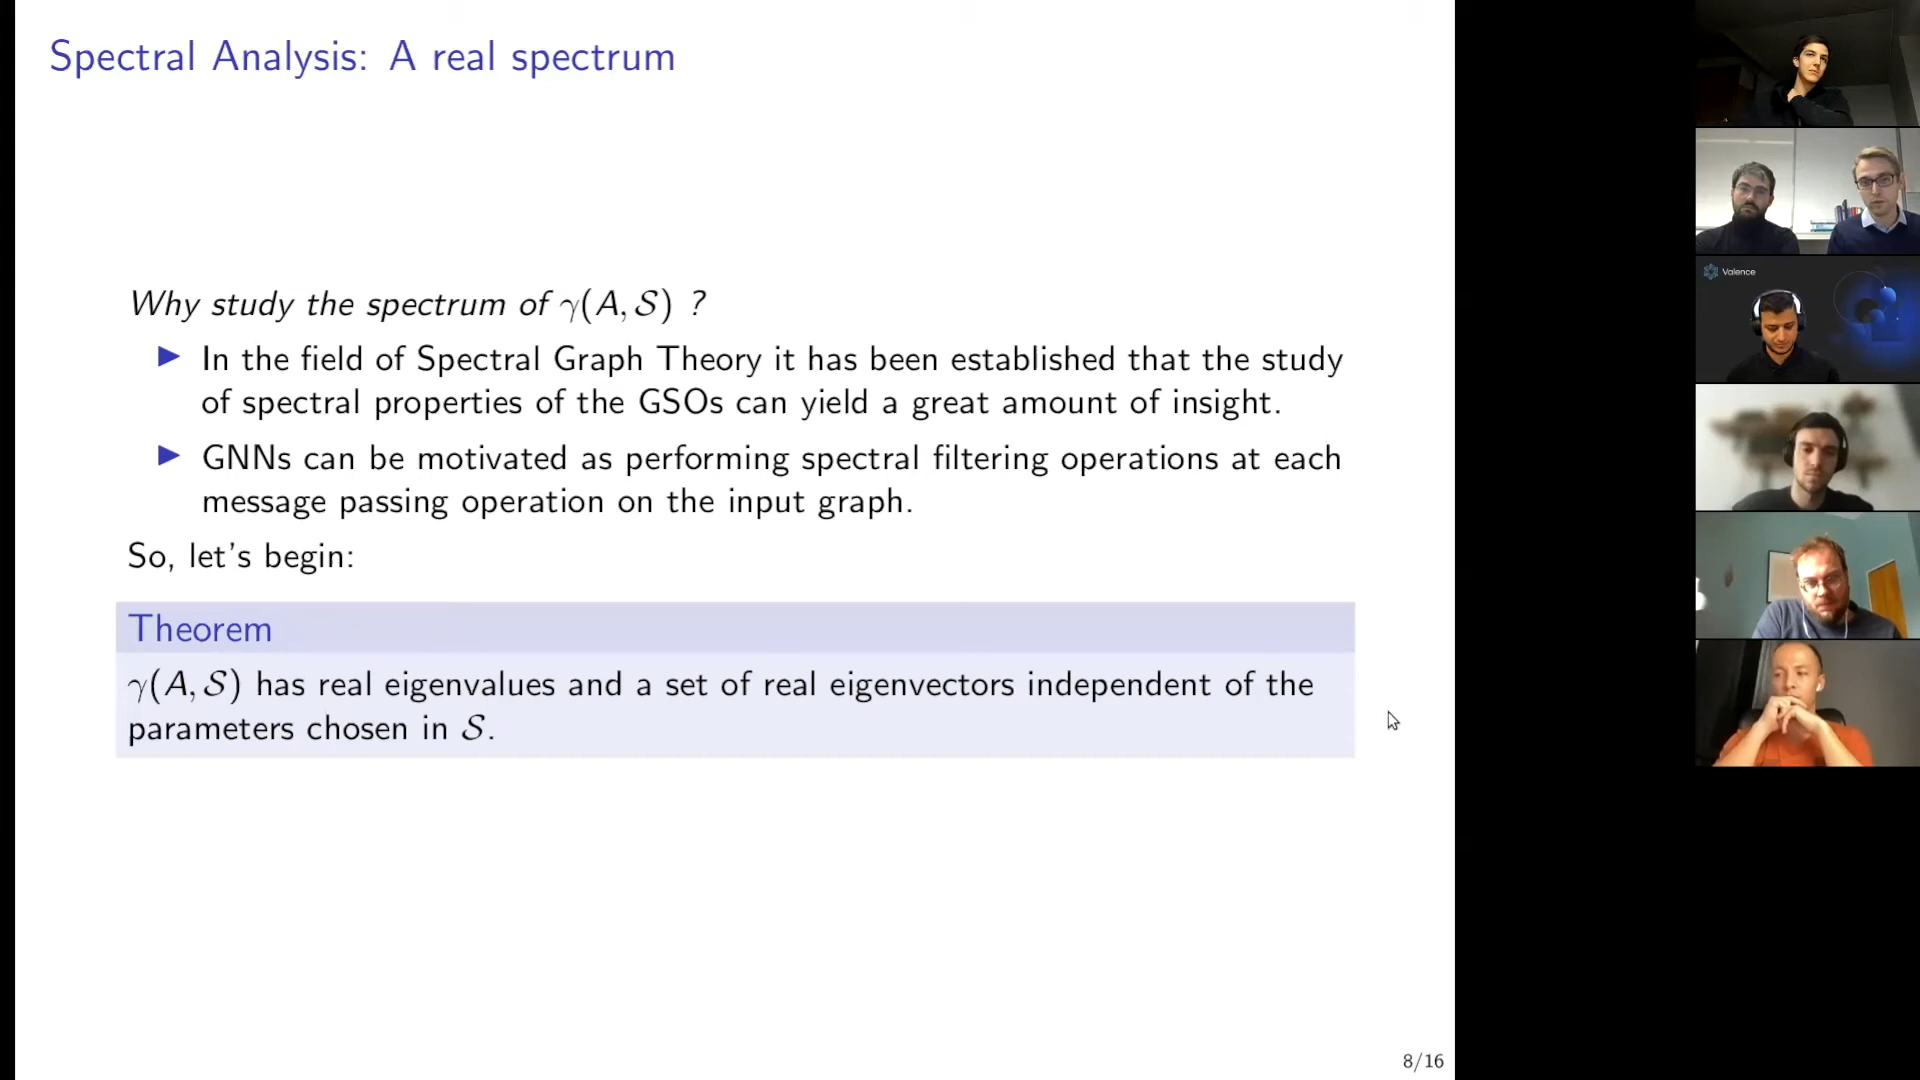 Spectral Analysis: A real spectrum
Why study the spectrum of γ(A, 𝒮) ?
▶ In the field of Spectral Graph Theory it has been established that the study
of spectral properties of the GSOs can yield a great amount of insight.
▶ GNNs can be motivated as performing spectral filtering operations at each
message passing operation on the input graph.
So, let's begin:
Theorem
γ(A, 𝒮) has real eigenvalues and a set of real eigenvectors independent of the
parameters chosen in 𝒮.
8/16
Valence